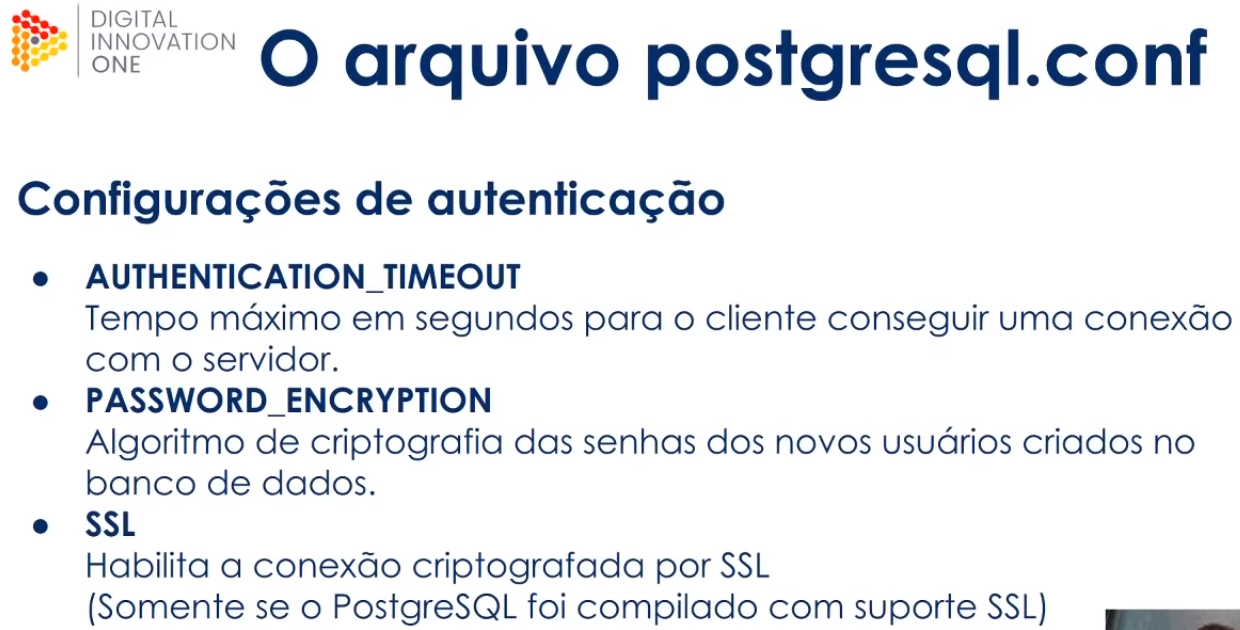 DIGITAL
INNOVATION
ONE
O arquivo postgresql.conf
Configurações de autenticação
● AUTHENTICATION_TIMEOUT
Tempo máximo em segundos para o cliente conseguir uma conexão
com o servidor.
● PASSWORD_ENCRYPTION
Algoritmo de criptografia das senhas dos novos usuários criados no
banco de dados.
● SSL
Habilita a conexão criptografada por SSL
(Somente se o PostgreSQL foi compilado com suporte SSL)